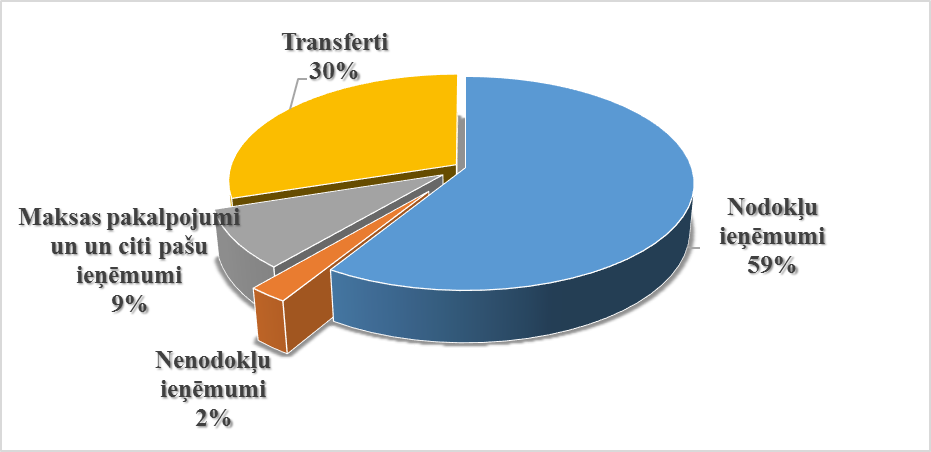 Transferti
30%
Nodokļu
ieņēmumi
59%
Maksas pakalpojumi
un un citi pašu
ieņēmumi
9%
Nenodokļu
ieņēmumi
2%